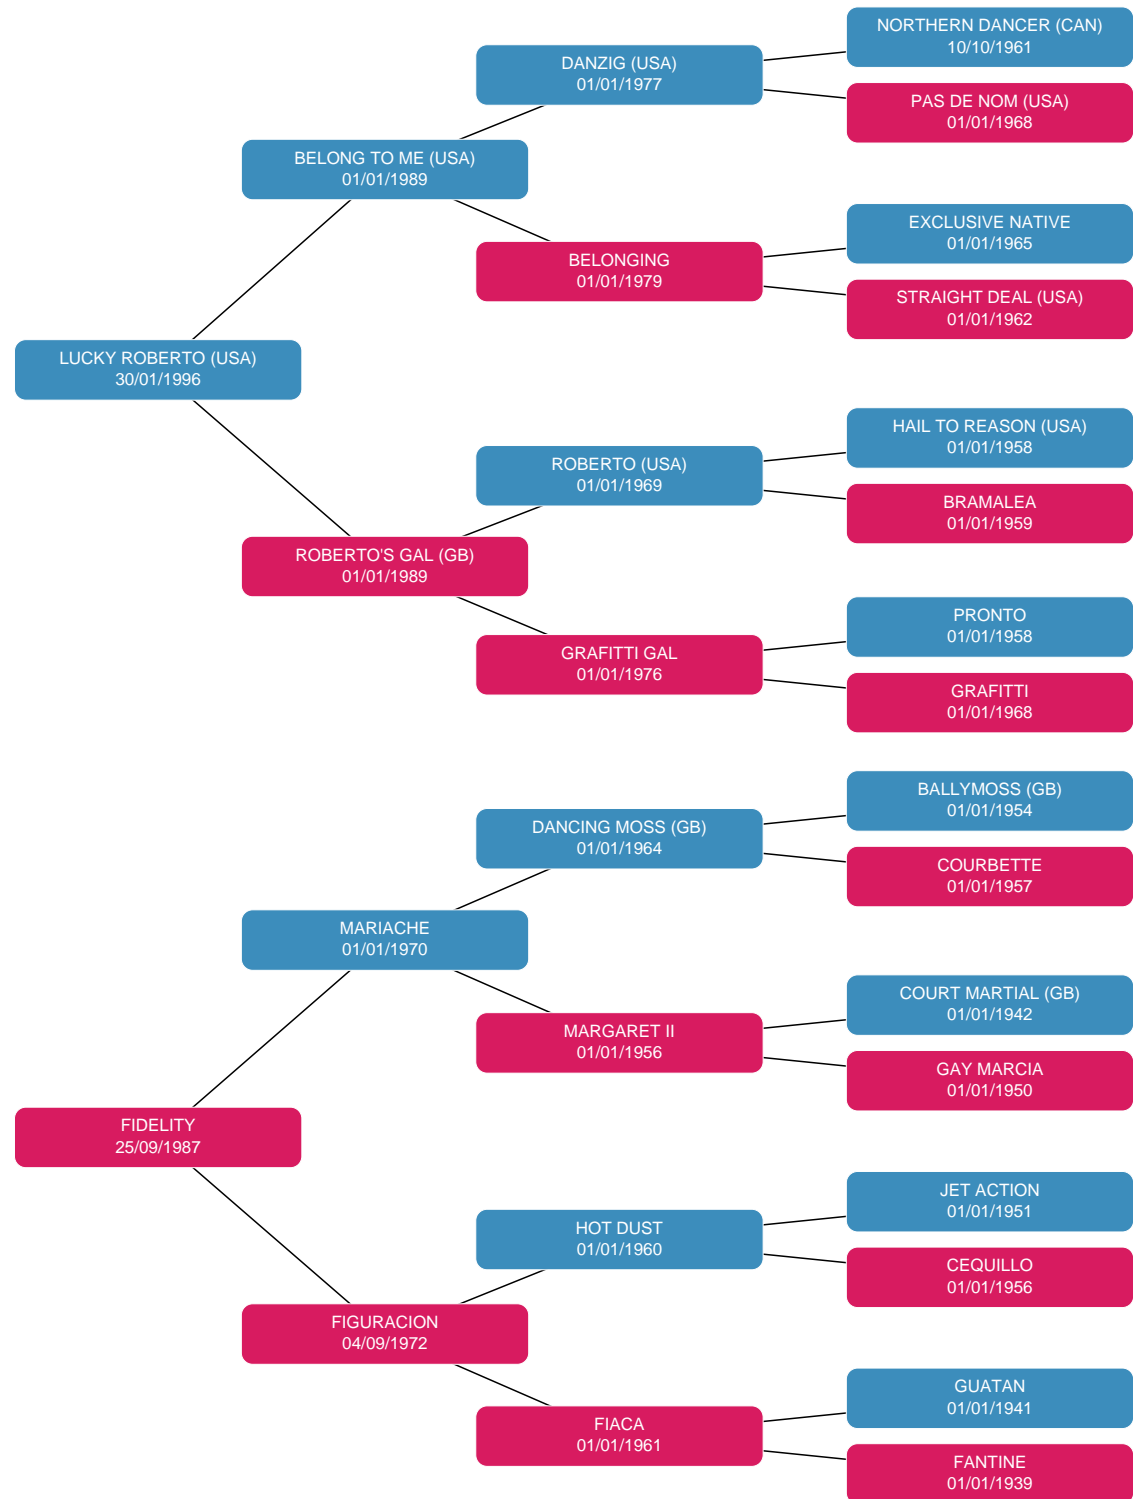 NORTHERN DANCER (CAN)
10/10/1961
DANZIG (USA)
01/01/1977
PAS DE NOM (USA)
01/01/1968
BELONG TO ME (USA)
01/01/1989
EXCLUSIVE NATIVE
01/01/1965
BELONGING
01/01/1979
STRAIGHT DEAL (USA)
01/01/1962
LUCKY ROBERTO (USA)
30/01/1996
HAIL TO REASON (USA)
01/01/1958
ROBERTO (USA)
01/01/1969
BRAMALEA
01/01/1959
ROBERTO'S GAL (GB)
01/01/1989
PRONTO
01/01/1958
GRAFITTI GAL
01/01/1976
GRAFITTI
01/01/1968
BALLYMOSS (GB)
01/01/1954
DANCING MOSS (GB)
01/01/1964
COURBETTE
01/01/1957
MARIACHE
01/01/1970
COURT MARTIAL (GB)
01/01/1942
MARGARET II
01/01/1956
GAY MARCIA
01/01/1950
FIDELITY
25/09/1987
JET ACTION
01/01/1951
HOT DUST
01/01/1960
CEQUILLO
01/01/1956
FIGURACION
04/09/1972
GUATAN
01/01/1941
FIACA
01/01/1961
FANTINE
01/01/1939